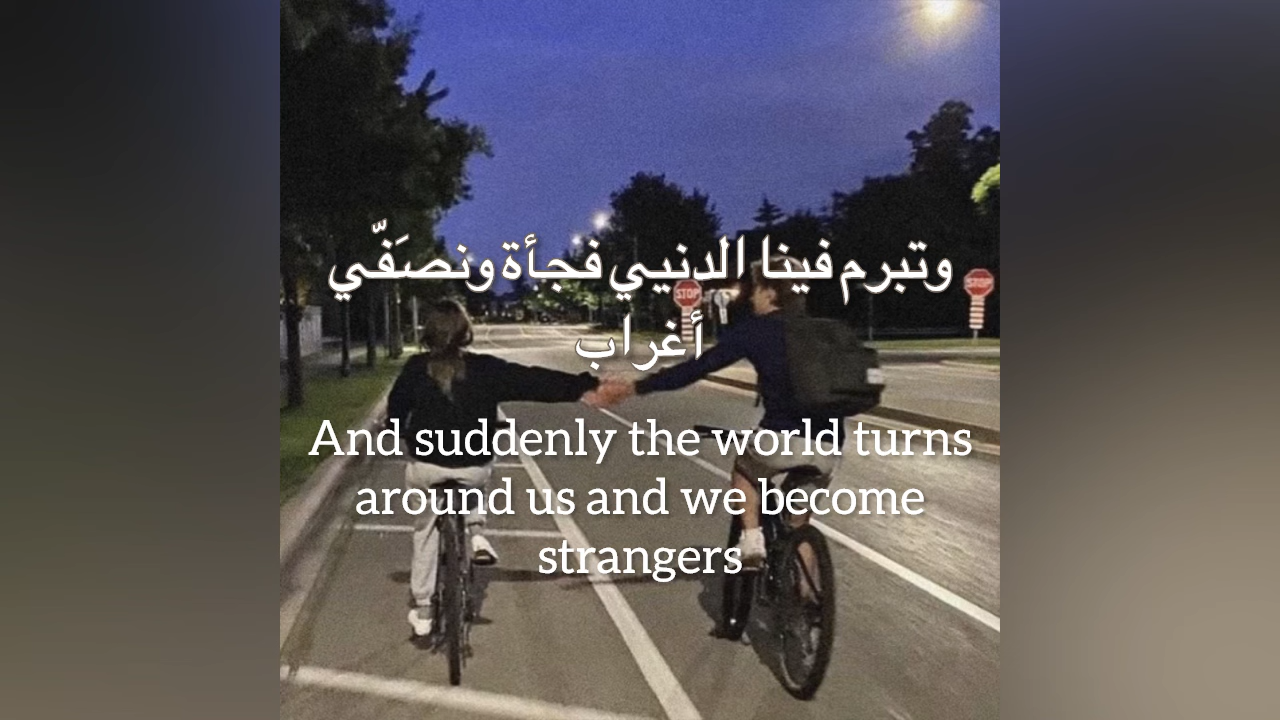 وتبرم فينا الدنيي فجأة ونصَفّي
أغراب
And suddenly the world turns
around us and we become
strangers
STOP
STOP